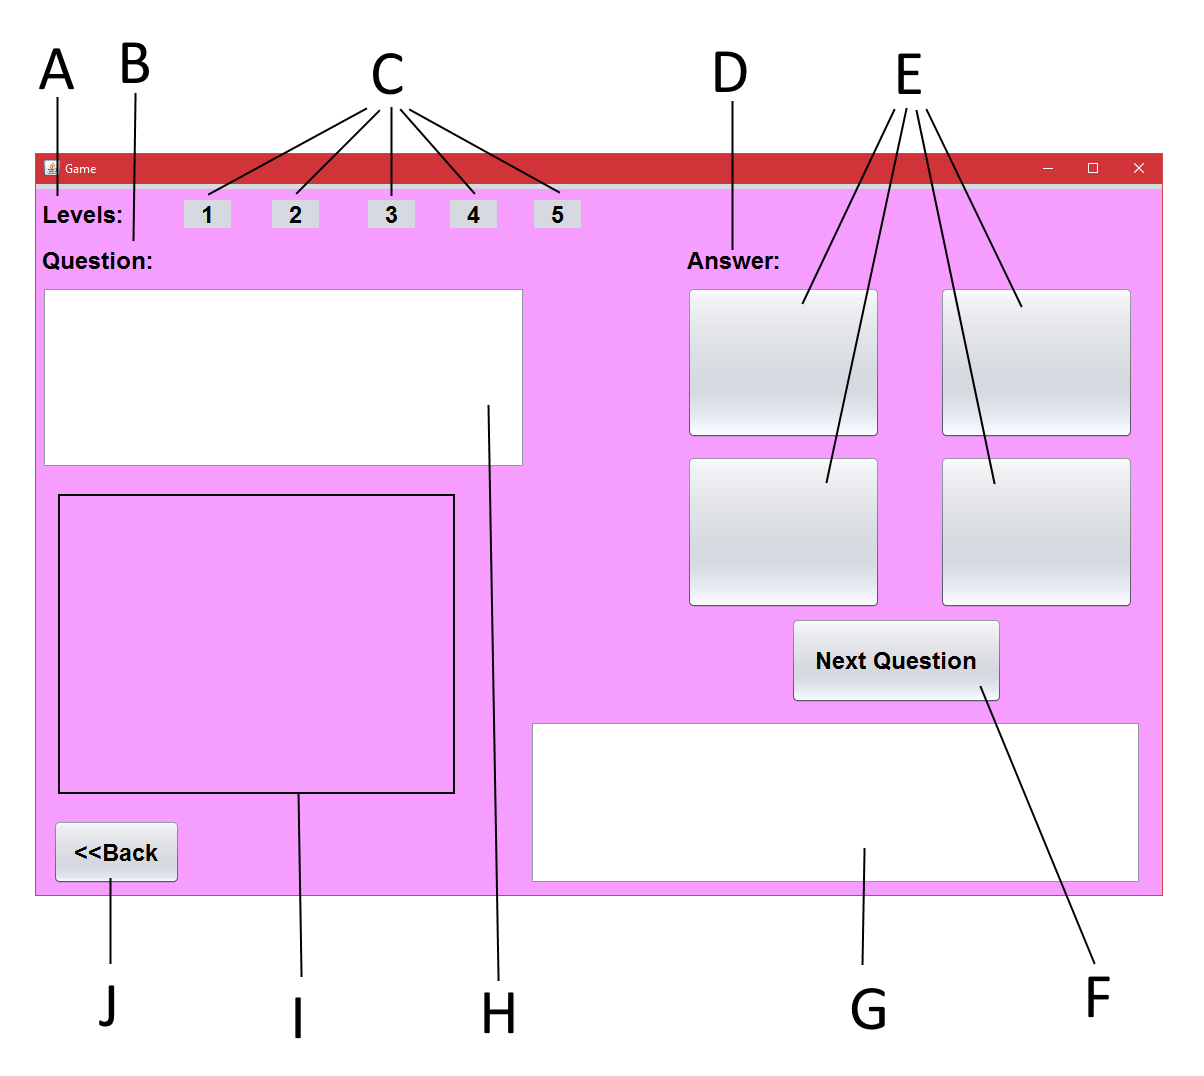 A B C D E
Game
Levels: 1 2 3 4 5
Question: Answer:
Next Question
<<Back
J I H G F